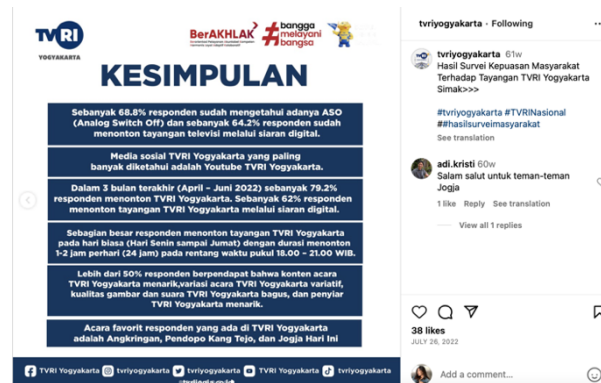 TVRI
YOGYAKARTA
BerAKHLAK
#bangga
melayani
bangsa
KESIMPULAN
Sebanyak 68.8% responden sudah mengetahui adanya ASO
(Analog Switch Off) dan sebanyak 64.2% responden sudah
menonton tayangan televisi melalui siaran digital.
Media sosial TVRI Yogyakarta yang paling
banyak diketahui adalah Youtube TVRI Yogyakarta.
Dalam 3 bulan terakhir (April – Juni 2022) sebanyak 79.2%
responden menonton TVRI Yogyakarta. Sebanyak 62% responden
menonton tayangan TVRI Yogyakarta melalui siaran digital.
Sebagian besar responden menonton tayangan TVRI Yogyakarta
pada hari biasa (Hari Senin sampai Jumat) dengan durasi menonton
1-2 jam perhari (24 jam) pada rentang waktu pukul 18.00 – 21.00 WIB.
Lebih dari 50% responden berpendapat bahwa konten acara
TVRI Yogyakarta menarik,variasi acara TVRI Yogyakarta variatif,
kualitas gambar dan suara TVRI Yogyakarta bagus, dan penyiar
TVRI Yogyakarta menarik.
Acara favorit responden yang ada di TVRI Yogyakarta
adalah Angkringan, Pendopo Kang Tejo, dan Jogja Hari Ini
TVRI Yogyakarta tvriyogyakarta tvriyogyakarta TVRI Yogyakarta tvriyogyakarta
tvriyogyakarta · Following
tvriyogyakarta 61w
Hasil Survei Kepuasan Masyarakat
Terhadap Tayangan TVRI Yogyakarta
Simak>>>
#tvriyogyakarta #TVRINasional
##hasilsurveimasyarakat
See translation
adi.kristi 60w
Salam salut untuk teman-teman
Jogja
1 like Reply See translation
View all 1 replies
38 likes
JULY 26, 2022
Add a comment...